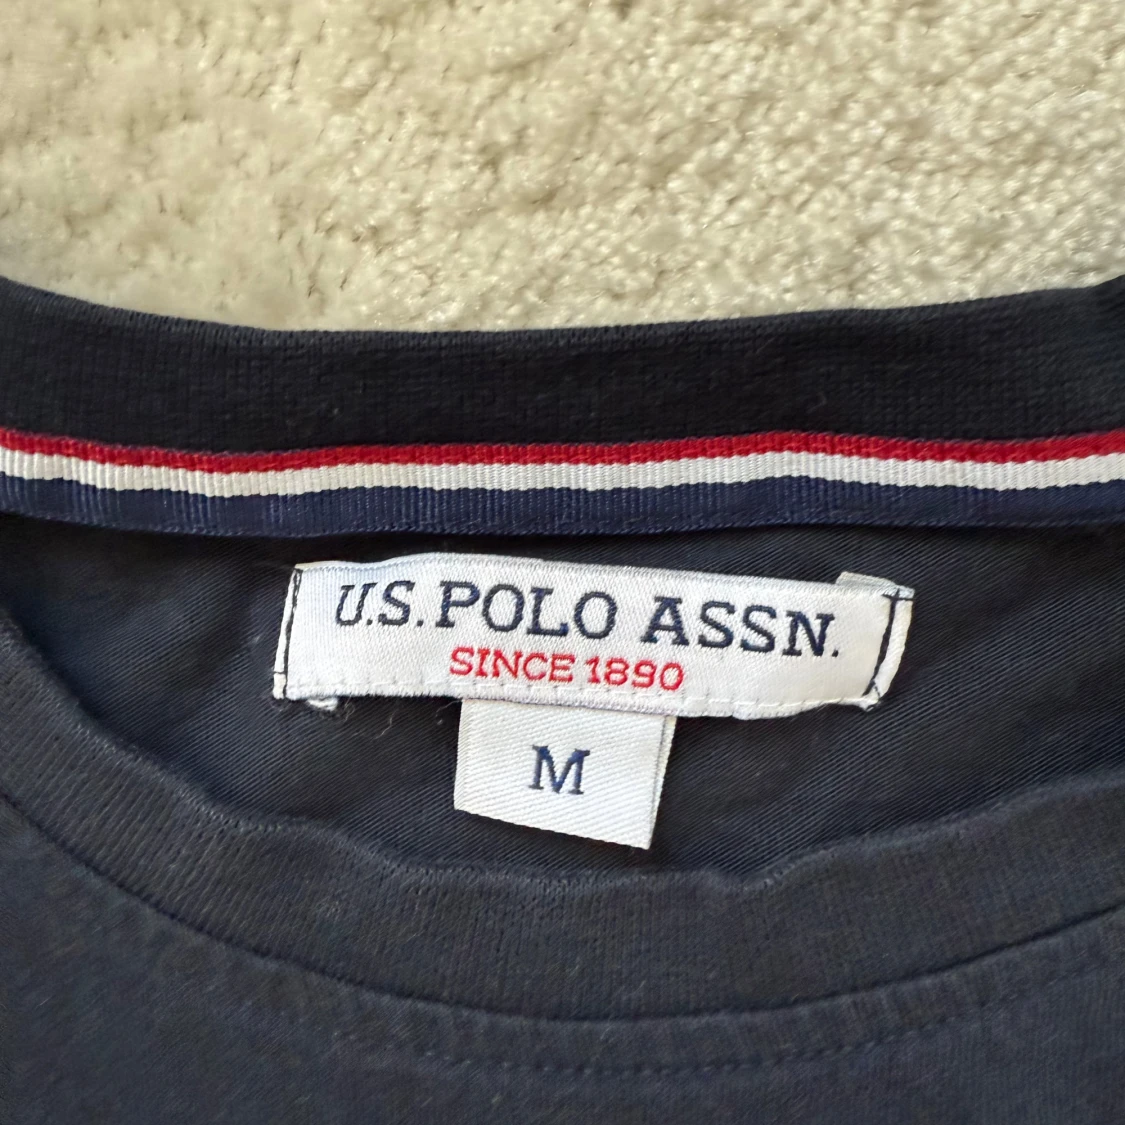 U.S. POLO ASSN.
SINCE 1890
M